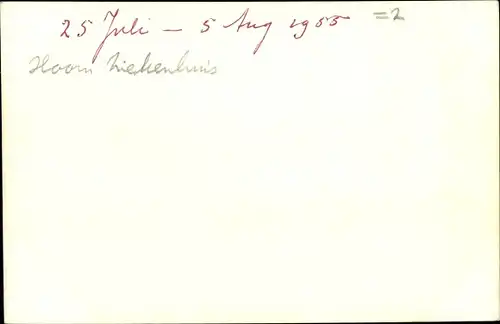 25 Juli - 5 Aug 1955 =2
Hoorn Ziekenhuis